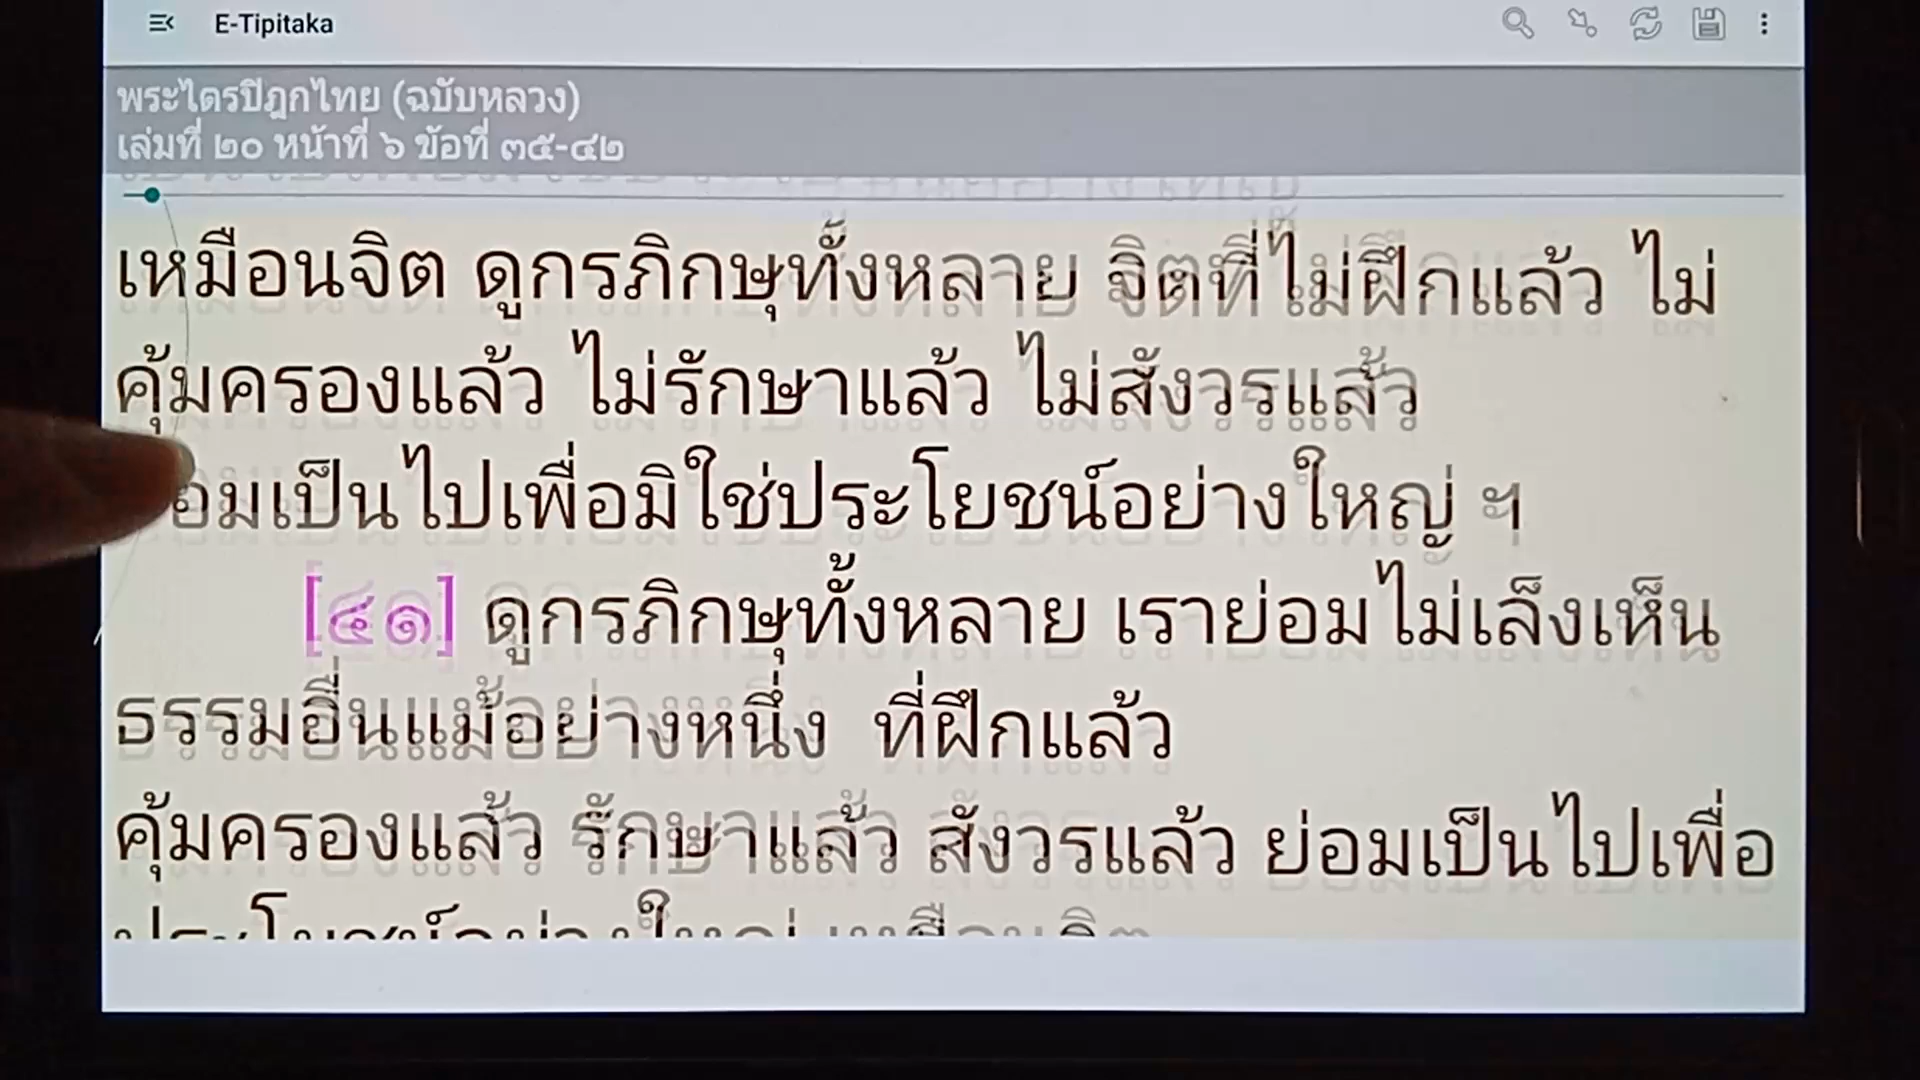 E-Tipitaka
พระไตรปิฎกไทย (ฉบับหลวง)
เล่มที่ ๒๐ หน้าที่ ๖ ข้อที่ ๓๕-๔๒
เหมือนจิต ดูกรภิกษุทั้งหลาย จิตที่ไม่ฝึกแล้ว ไม่
คุ้มครองแล้ว ไม่รักษาแล้ว ไม่สังวรแล้ว
อมเป็นไปเพื่อมิใช่ประโยชน์อย่างใหญ่ ฯ
[๔๑] ดูกรภิกษุทั้งหลาย เราย่อมไม่เล็งเห็น
ธรรมอื่นแม้อย่างหนึ่ง ที่ฝึกแล้ว
คุ้มครองแล้ว รักษาแล้ว สังวรแล้ว ย่อมเป็นไปเพื่อ